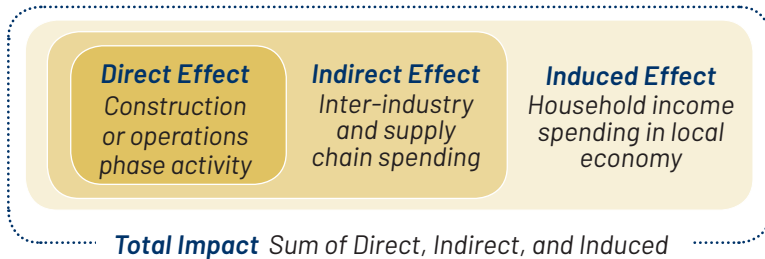 Direct Effect
Construction
or operations
phase activity
Indirect Effect
Inter-industry
and supply
chain spending
Induced Effect
Household income
spending in local
economy
Total Impact Sum of Direct, Indirect, and Induced